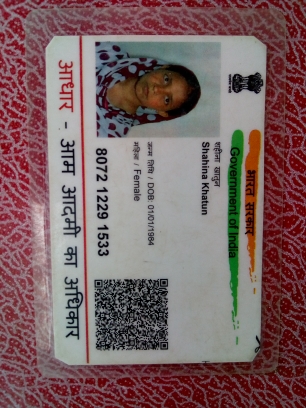 भारत सरकार
Government of India
शहीना खातुन
Shahina Khatun
जन्म तिथि / DOB: 01/01/1984
महिला / Female
8072 1229 1533
आधार - आम आदमी का अधिकार